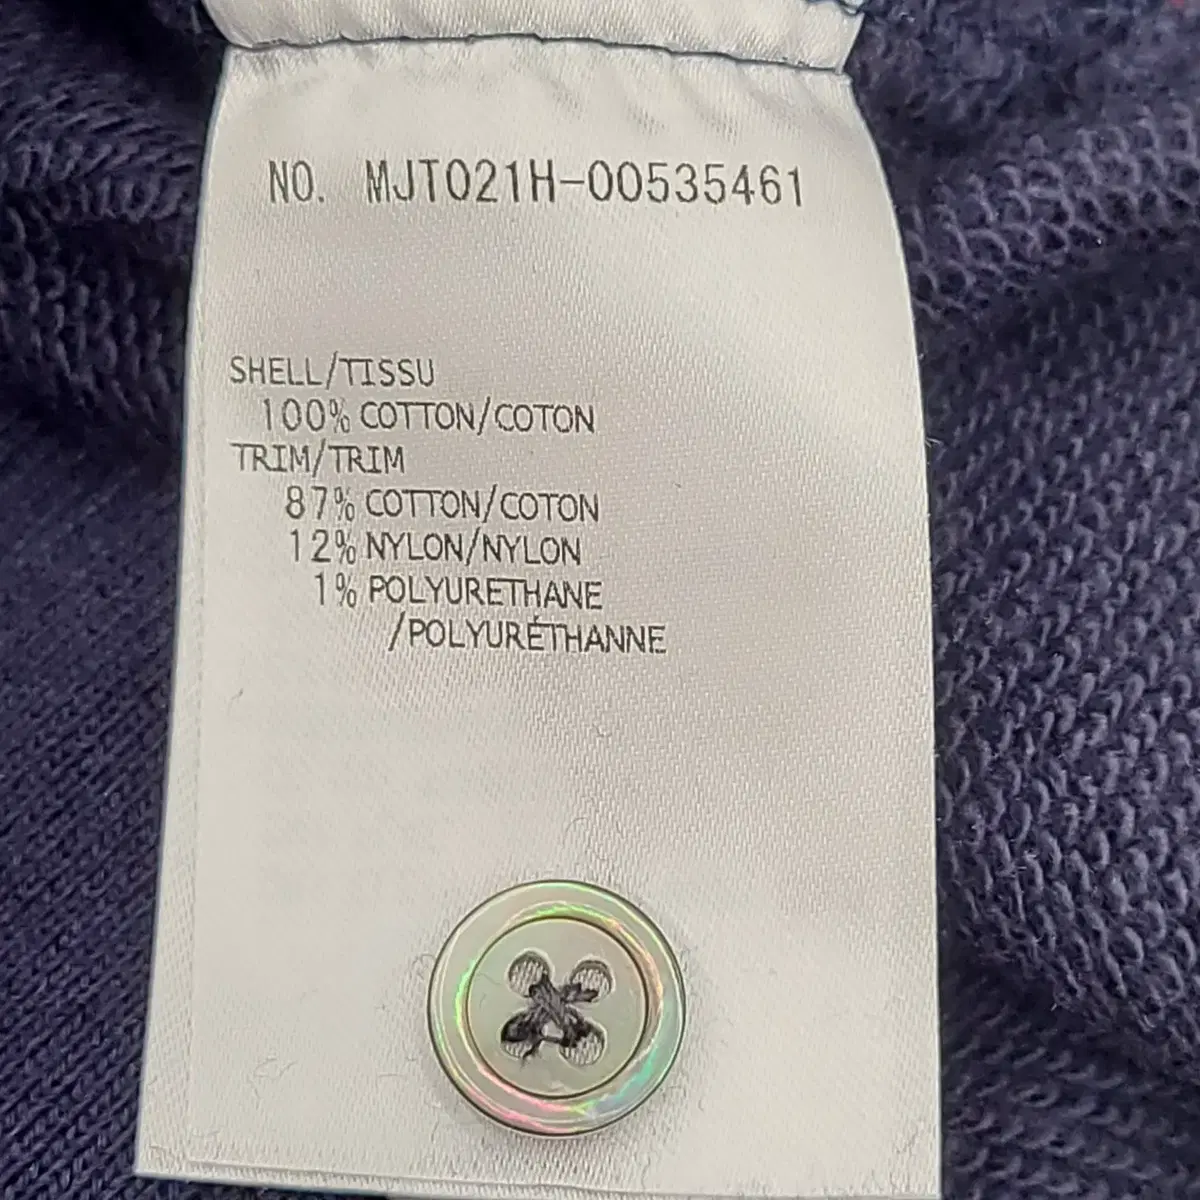 NO. MJT021H-00535461
SHELL/TISSU
100% COTTON/COTON
TRIM/TRIM
87% COTTON/COTON
12% NYLON/NYLON
1% POLYURETHANE
/POLYURÉTHANNE